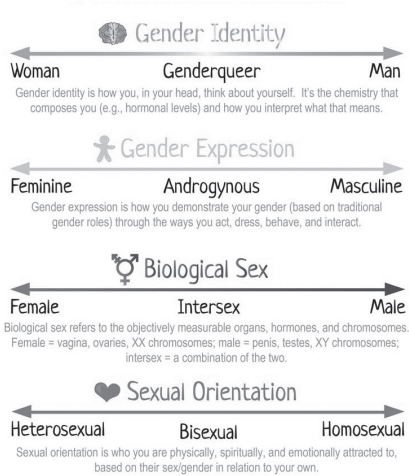 Gender Identity
Woman Genderqueer Man
Gender identity is how you, in your head, think about yourself. It's the chemistry that
composes you (e.g., hormonal levels) and how you interpret what that means.
Gender Expression
Feminine Androgynous Masculine
Gender expression is how you demonstrate your gender (based on traditional
gender roles) through the ways you act, dress, behave, and interact.
Biological Sex
Female Intersex Male
Biological sex refers to the objectively measurable organs, hormones, and chromosomes.
Female = vagina, ovaries, XX chromosomes; male = penis, testes, XY chromosomes;
intersex = a combination of the two.
Sexual Orientation
Heterosexual Bisexual Homosexual
Sexual orientation is who you are physically, spiritually, and emotionally attracted to,
based on their sex/gender in relation to your own.